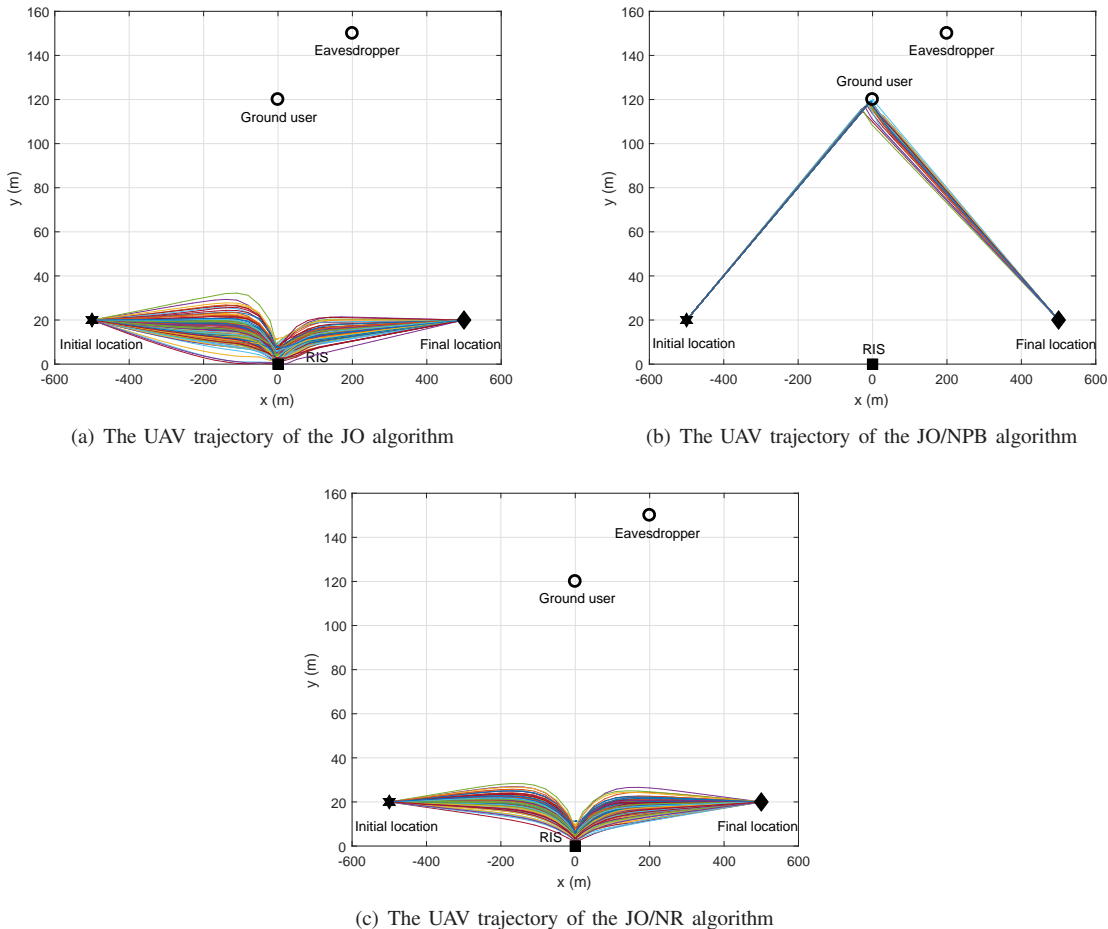 160
140
120
100
80
60
40
20
0
y (m)
Eavesdropper
Ground user
Initial location
RIS
Final location
-600 -400 -200 0 200 400 600
x (m)
(a) The UAV trajectory of the JO algorithm
160
140
120
100
80
60
40
20
0
y (m)
Eavesdropper
Ground user
Initial location
RIS
Final location
-600 -400 -200 0 200 400 600
x (m)
(b) The UAV trajectory of the JO/NPB algorithm
160
140
120
100
80
60
40
20
0
y (m)
Eavesdropper
Ground user
Initial location
RIS
Final location
-600 -400 -200 0 200 400 600
x (m)
(c) The UAV trajectory of the JO/NR algorithm